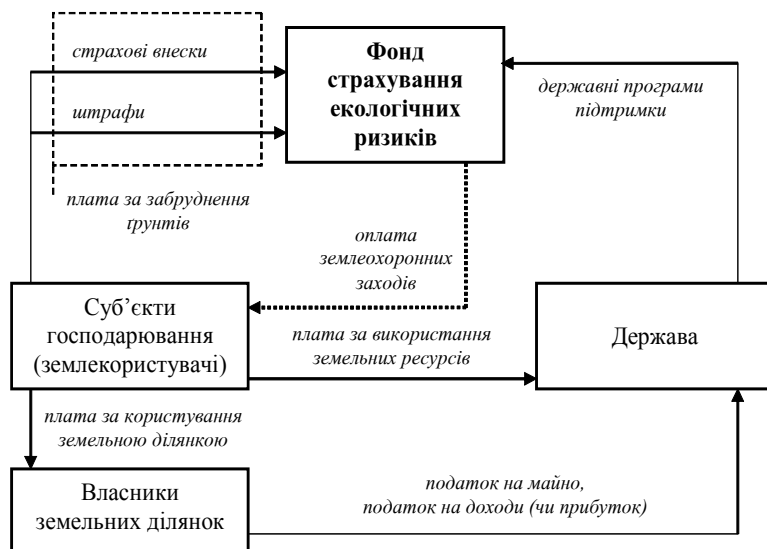 страхові внески
штрафи
плата за забруднення
ґрунтів
Фонд
страхування
екологічних
ризиків
державні програми
підтримки
оплата
землеохоронних
заходів
Суб’єкти
господарювання
(землекористувачі)
плата за використання
земельних ресурсів
Держава
плата за користування
земельною ділянкою
Власники
земельних ділянок
податок на майно,
податок на доходи (чи прибуток)